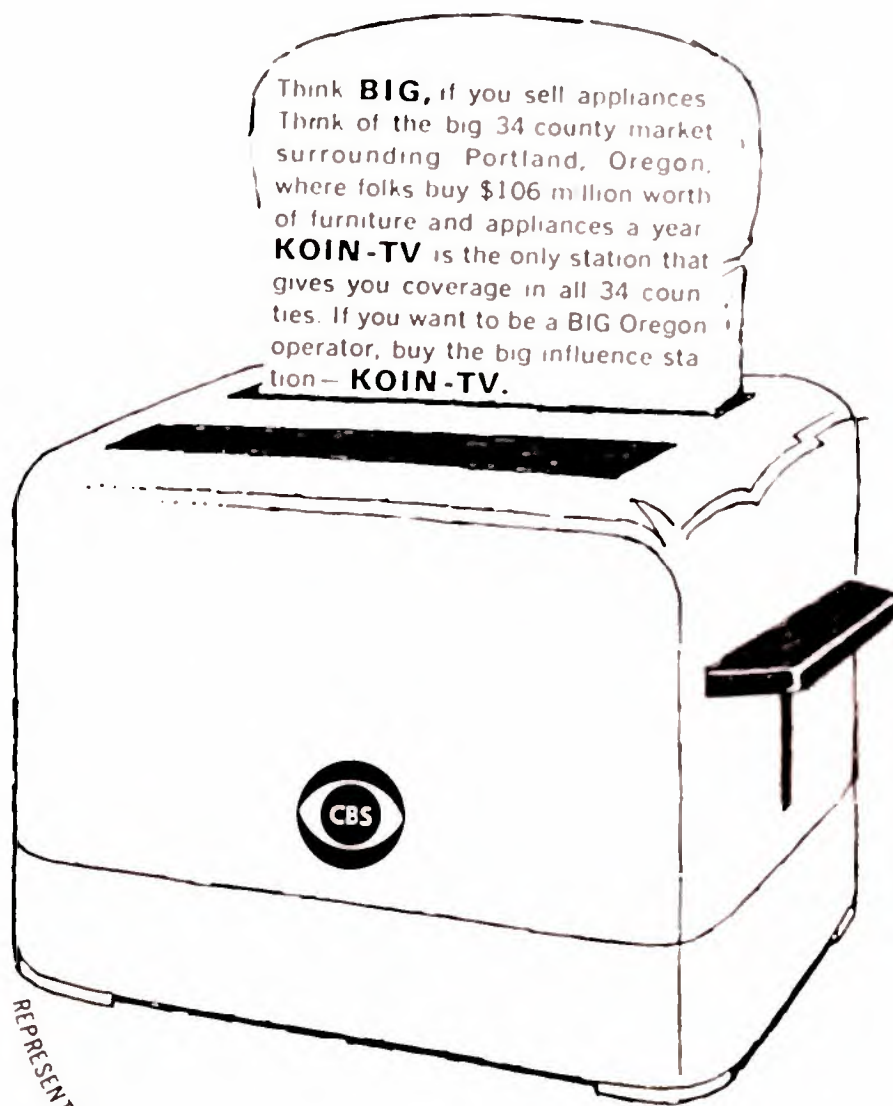 Think BIG, if you sell appliances
Think of the big 34 county market
surrounding Portland, Oregon,
where folks buy $106 million worth
of furniture and appliances a year
KOIN-TV is the only station that
gives you coverage in all 34 coun
ties. If you want to be a BIG Oregon
operator, buy the big influence sta
tion – KOIN-TV.
CBS
REPRESENT